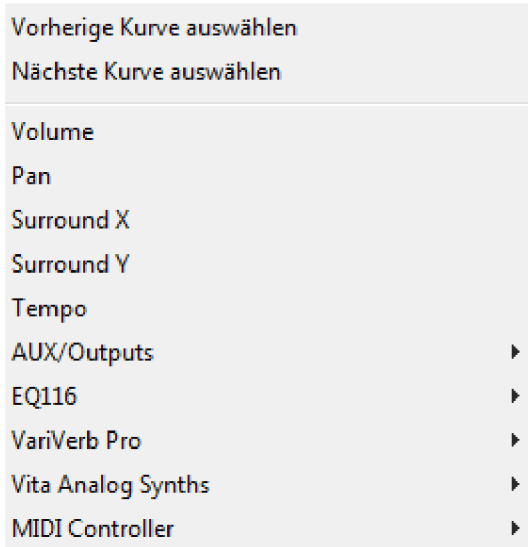 Vorherige Kurve auswählen
Nächste Kurve auswählen
Volume
Pan
Surround X
Surround Y
Tempo
AUX/Outputs
EQ116
VariVerb Pro
Vita Analog Synths
MIDI Controller